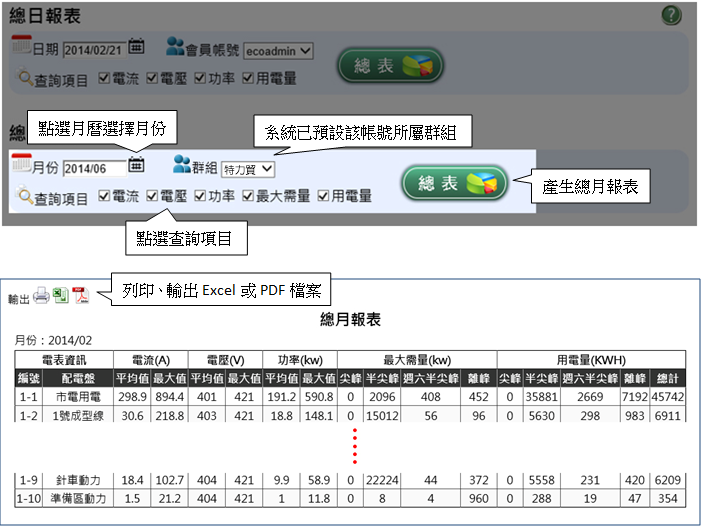 總日報表
日期 2014/02/21 會員帳號 ecoadmin 總表
查詢項目 電流 電壓 功率 用電量
點選月曆選擇月份
系統已預設該帳號所屬群組
月份 2014/06 群組 特力貿 總表
產生總月報表
查詢項目 電流 電壓 功率 最大需量 用電量
點選查詢項目
輸出 列印、輸出 Excel 或 PDF 檔案
總月報表
月份：2014/02
電表資訊 電流(A) 電壓(V) 功率(kw) 最大需量(kw) 用電量(KWH)
編號 配電盤 平均值 最大值 平均值 最大值 平均值 最大值 尖峰 半尖峰 週六半尖峰 離峰 尖峰 半尖峰 週六半尖峰 離峰 總計
1-1 市電用電 298.9 894.4 401 421 191.2 590.8 0 2096 408 452 0 35881 2669 7192 45742
1-2 1號成型線 30.6 218.8 403 421 18.8 148.1 0 15012 56 96 0 5630 298 983 6911
1-9 針車動力 18.4 102.7 404 421 9.9 58.9 0 22224 44 372 0 5558 231 420 6209
1-10 準備區動力 1.5 21.2 404 421 1 11.8 0 8 4 960 0 288 19 47 354